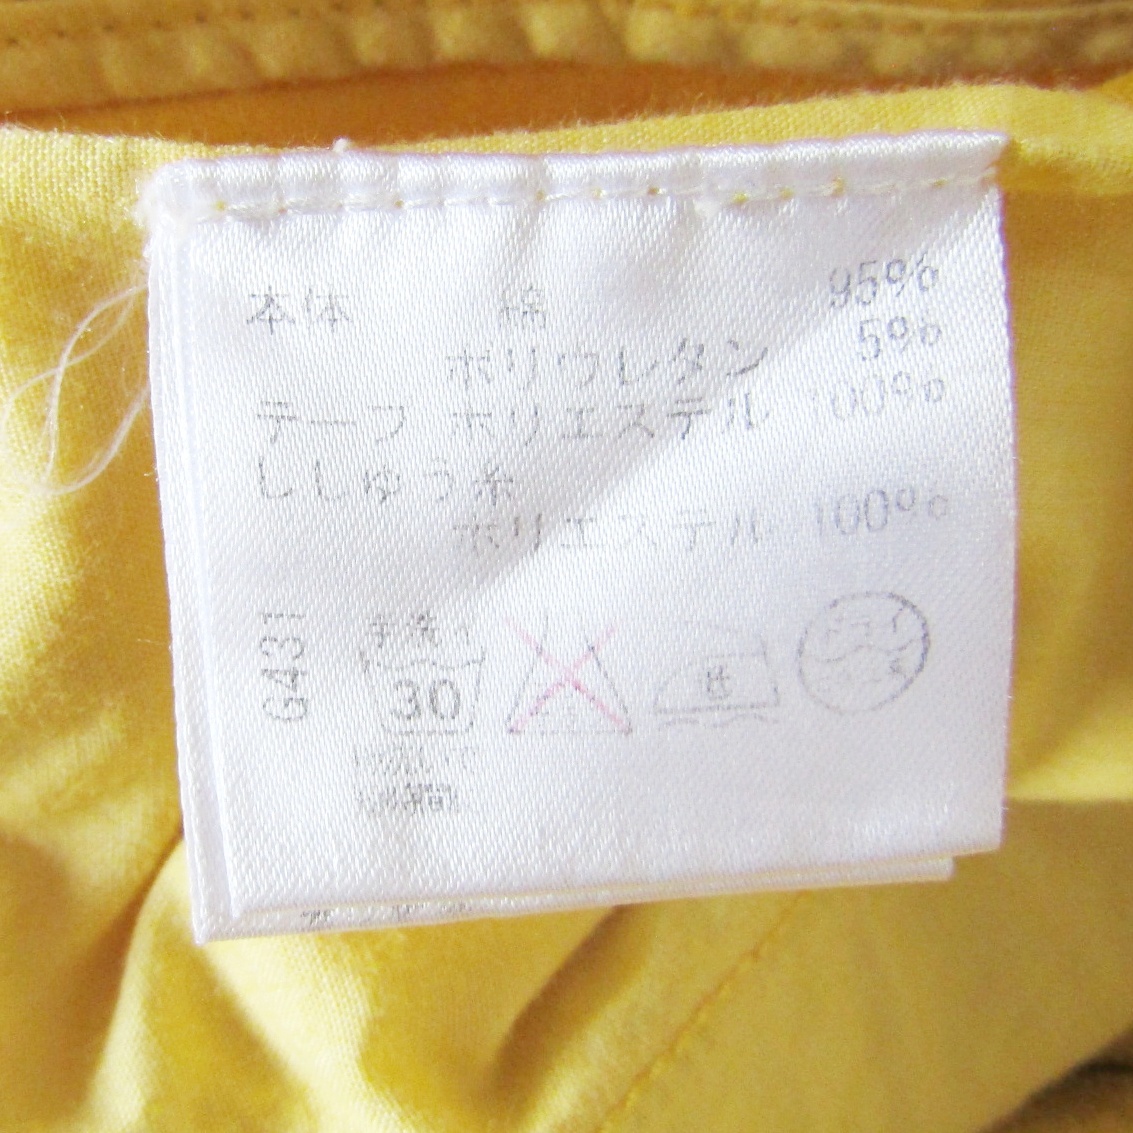 本体 綿 95%
ポリウレタン 5%
テープ ポリエステル 100%
ししゅう糸
ポリエステル 100%
G431
手洗イ
30
低
ドライ